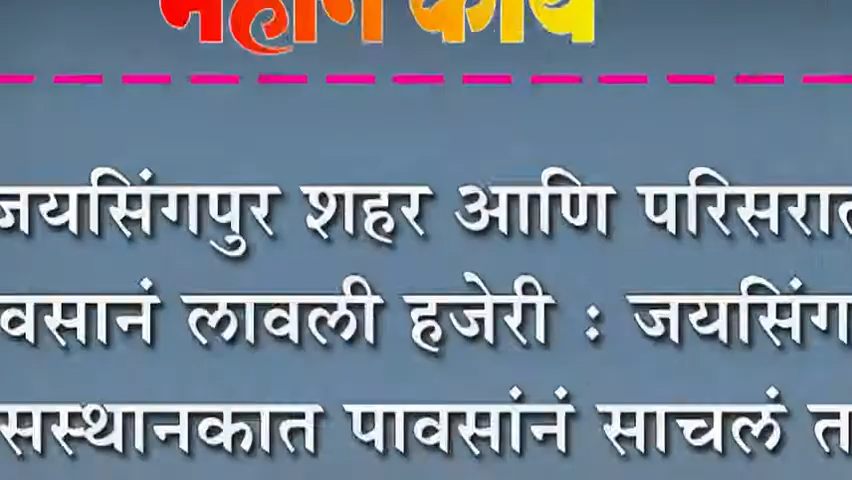 जयसिंगपुर शहर आणि परिसरात
वसानं लावली हजेरी : जयसिंग
सस्थानकात पावसांनं साचलं त